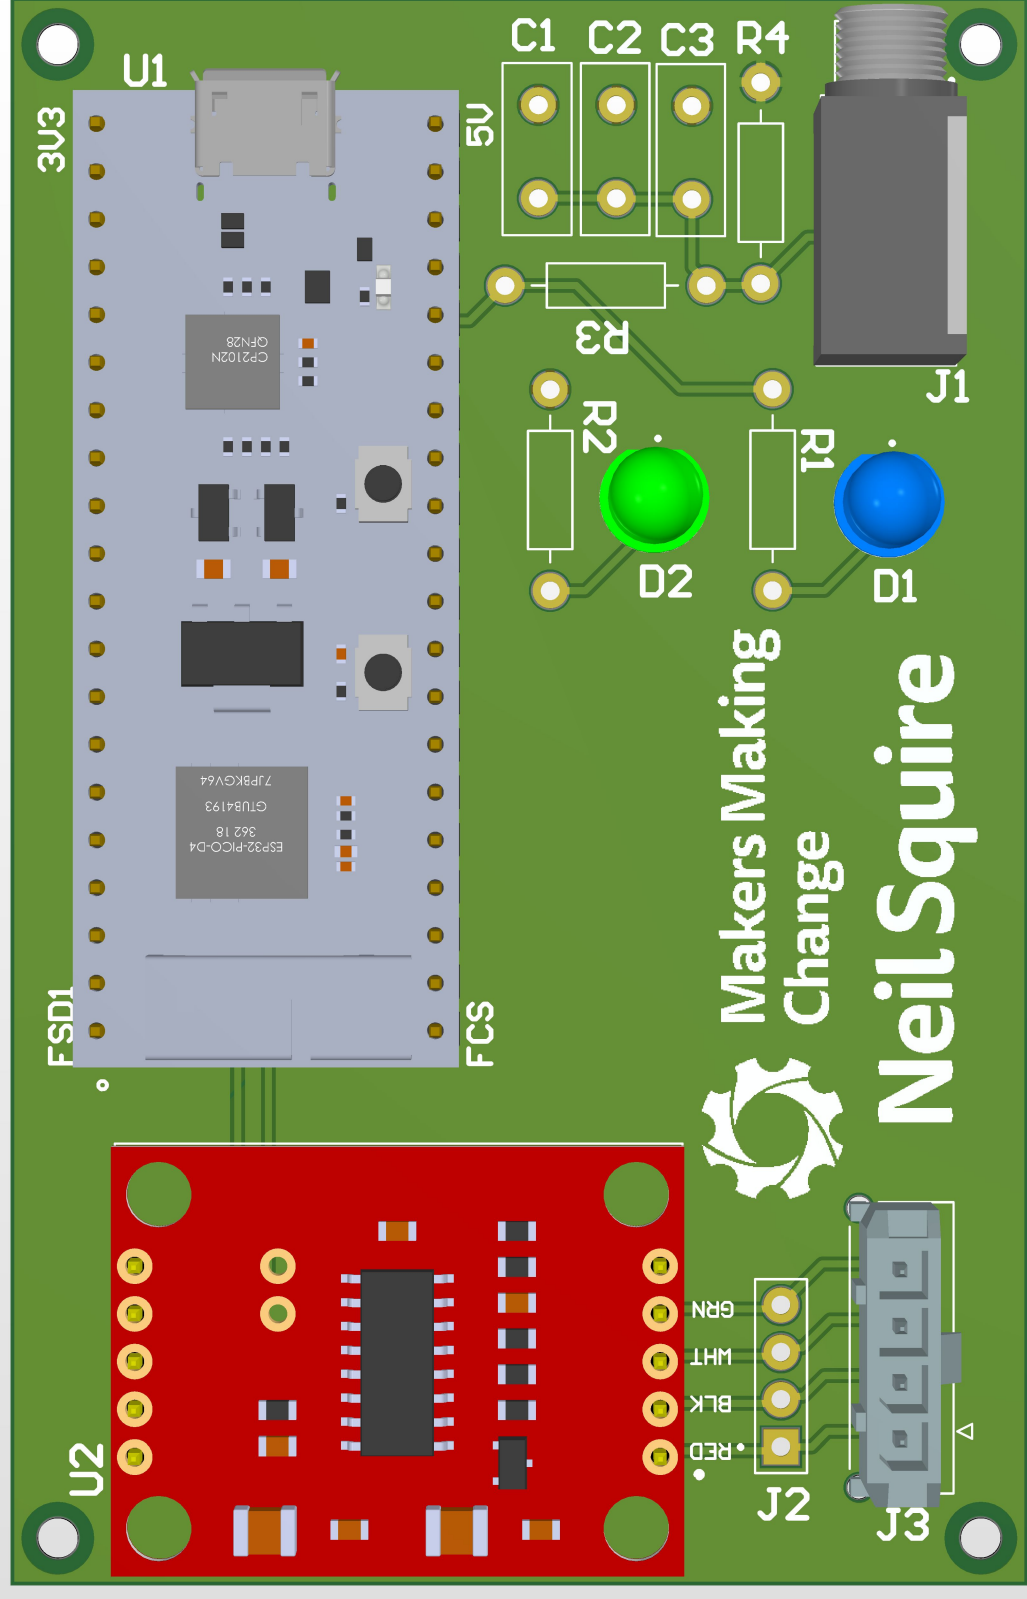 C1
C2
C3
R4
U1
3V3
5V
R3
J1
QFN28
CP2102N
R2
R1
D2
D1
7JPBKGV64
GTUB4193
362 18
ESP32-PICO-D4
Makers Making
Change
Neil Squire
FSD1
FCS
GRN
WHT
BLK
RED
U2
J2
J3